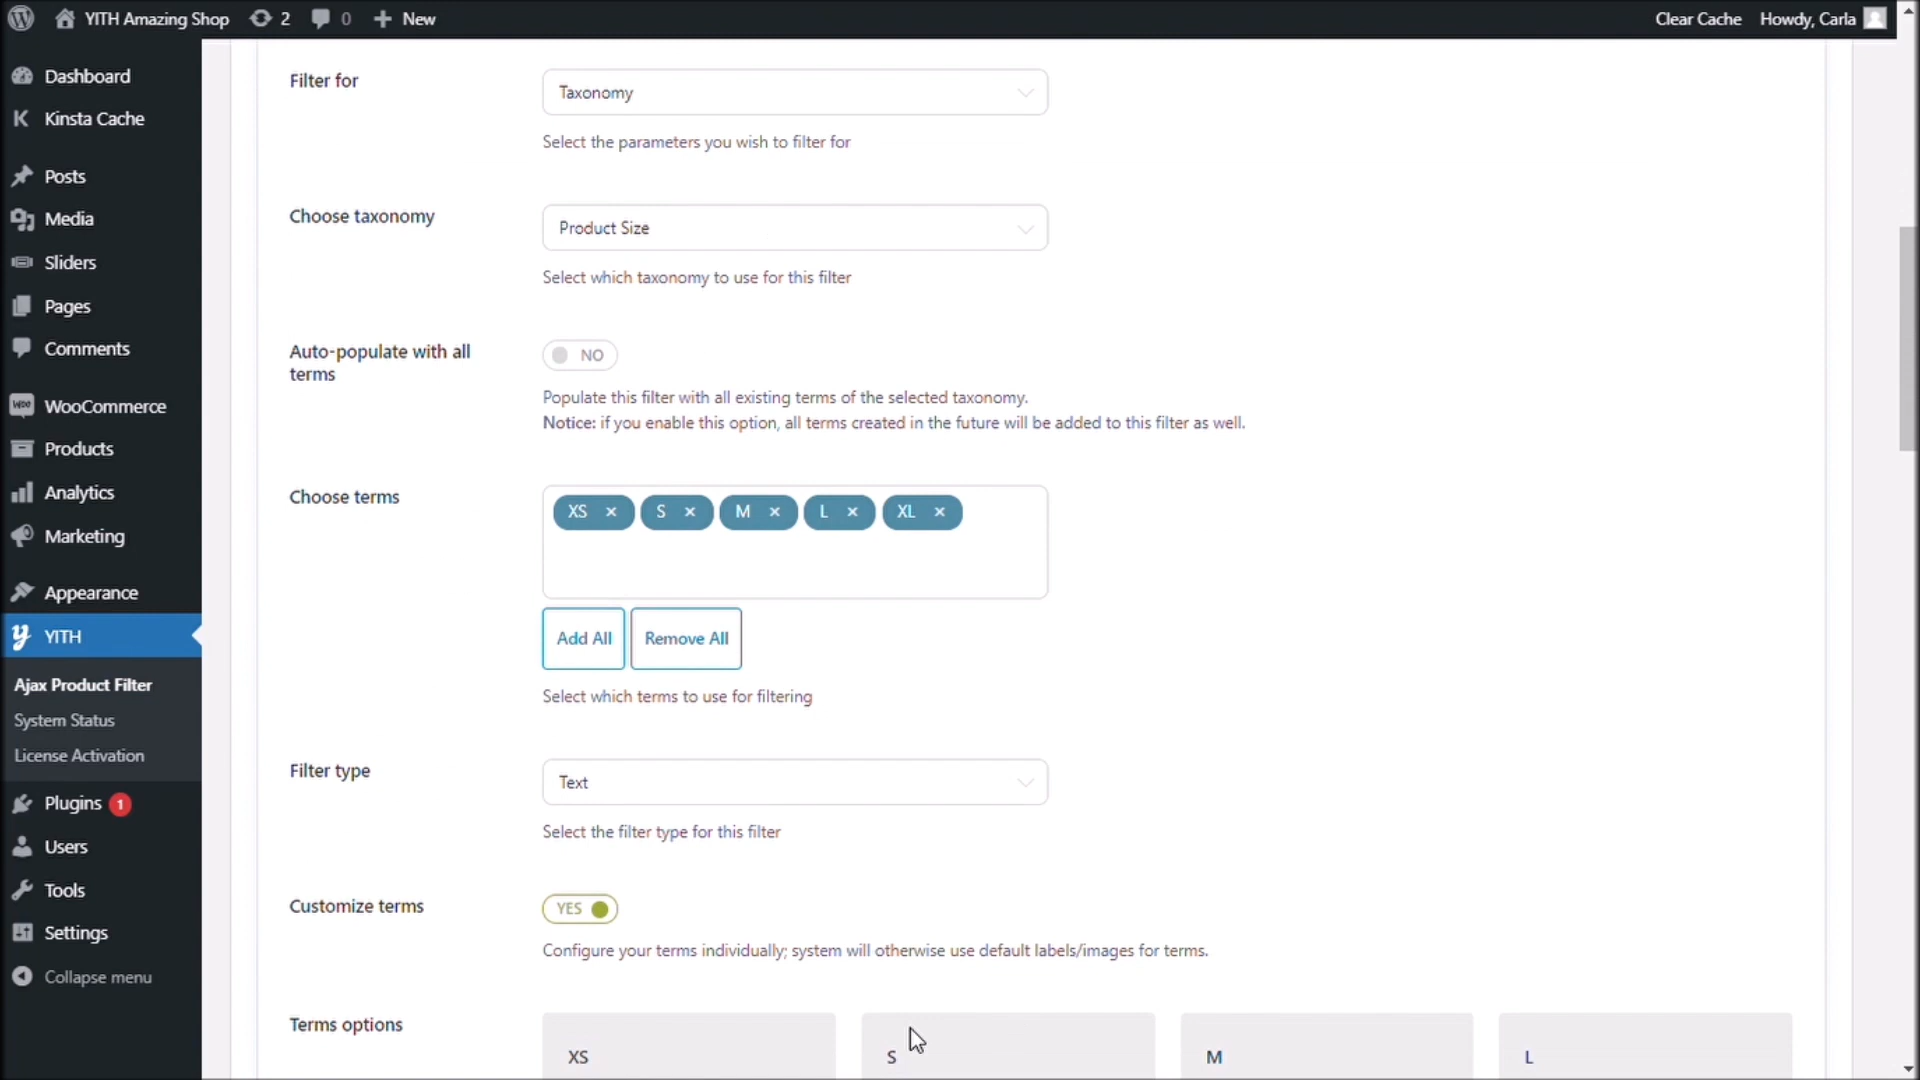 YITH Amazing Shop 2 0 New Clear Cache Howdy, Carla
Dashboard
Kinsta Cache
Posts
Media
Sliders
Pages
Comments
WooCommerce
Products
Analytics
Marketing
Appearance
YITH
Ajax Product Filter
System Status
License Activation
Plugins 1
Users
Tools
Settings
Collapse menu
Filter for
Taxonomy
Select the parameters you wish to filter for
Choose taxonomy
Product Size
Select which taxonomy to use for this filter
Auto-populate with all
terms
NO
Populate this filter with all existing terms of the selected taxonomy.
Notice: if you enable this option, all terms created in the future will be added to this filter as well.
Choose terms
XS × S × M × L × XL ×
Add All Remove All
Select which terms to use for filtering
Filter type
Text
Select the filter type for this filter
Customize terms
YES
Configure your terms individually; system will otherwise use default labels/images for terms.
Terms options
XS S M L